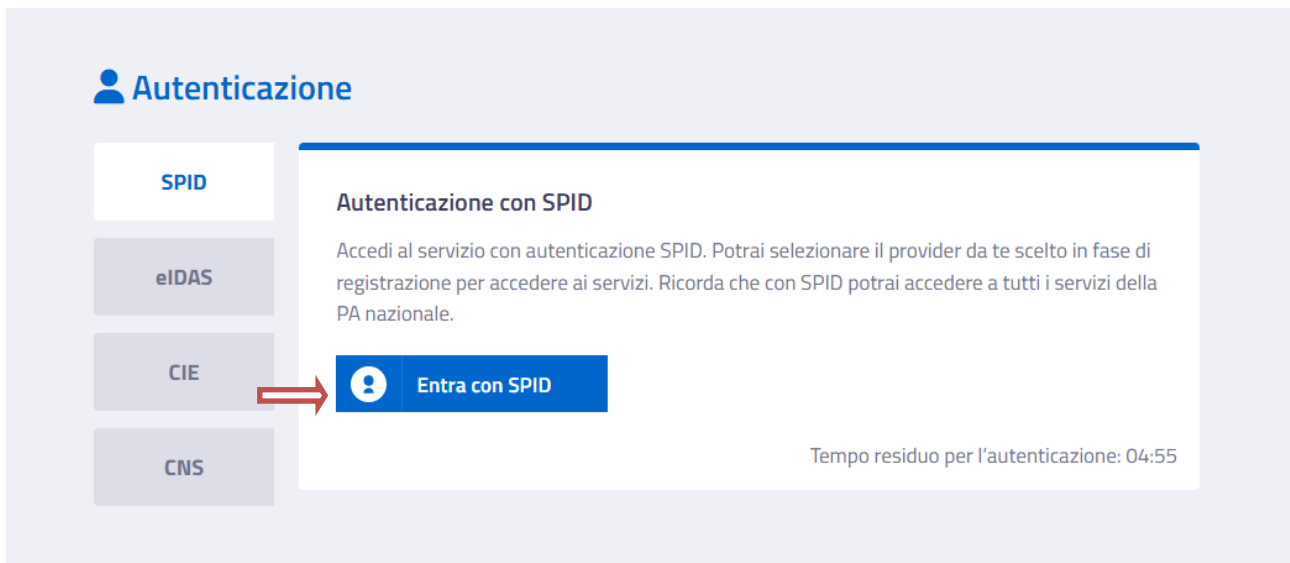 Autenticazione
SPID
eIDAS
CIE
CNS
Autenticazione con SPID
Accedi al servizio con autenticazione SPID. Potrai selezionare il provider da te scelto in fase di
registrazione per accedere ai servizi. Ricorda che con SPID potrai accedere a tutti i servizi della
PA nazionale.
Entra con SPID
Tempo residuo per l’autenticazione: 04:55